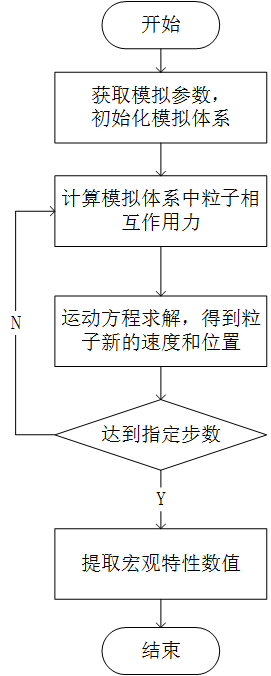 开始
获取模拟参数，
初始化模拟体系
计算模拟体系中粒子相
互作用力
运动方程求解，得到粒
子新的速度和位置
N
达到指定步数
Y
提取宏观特性数值
结束